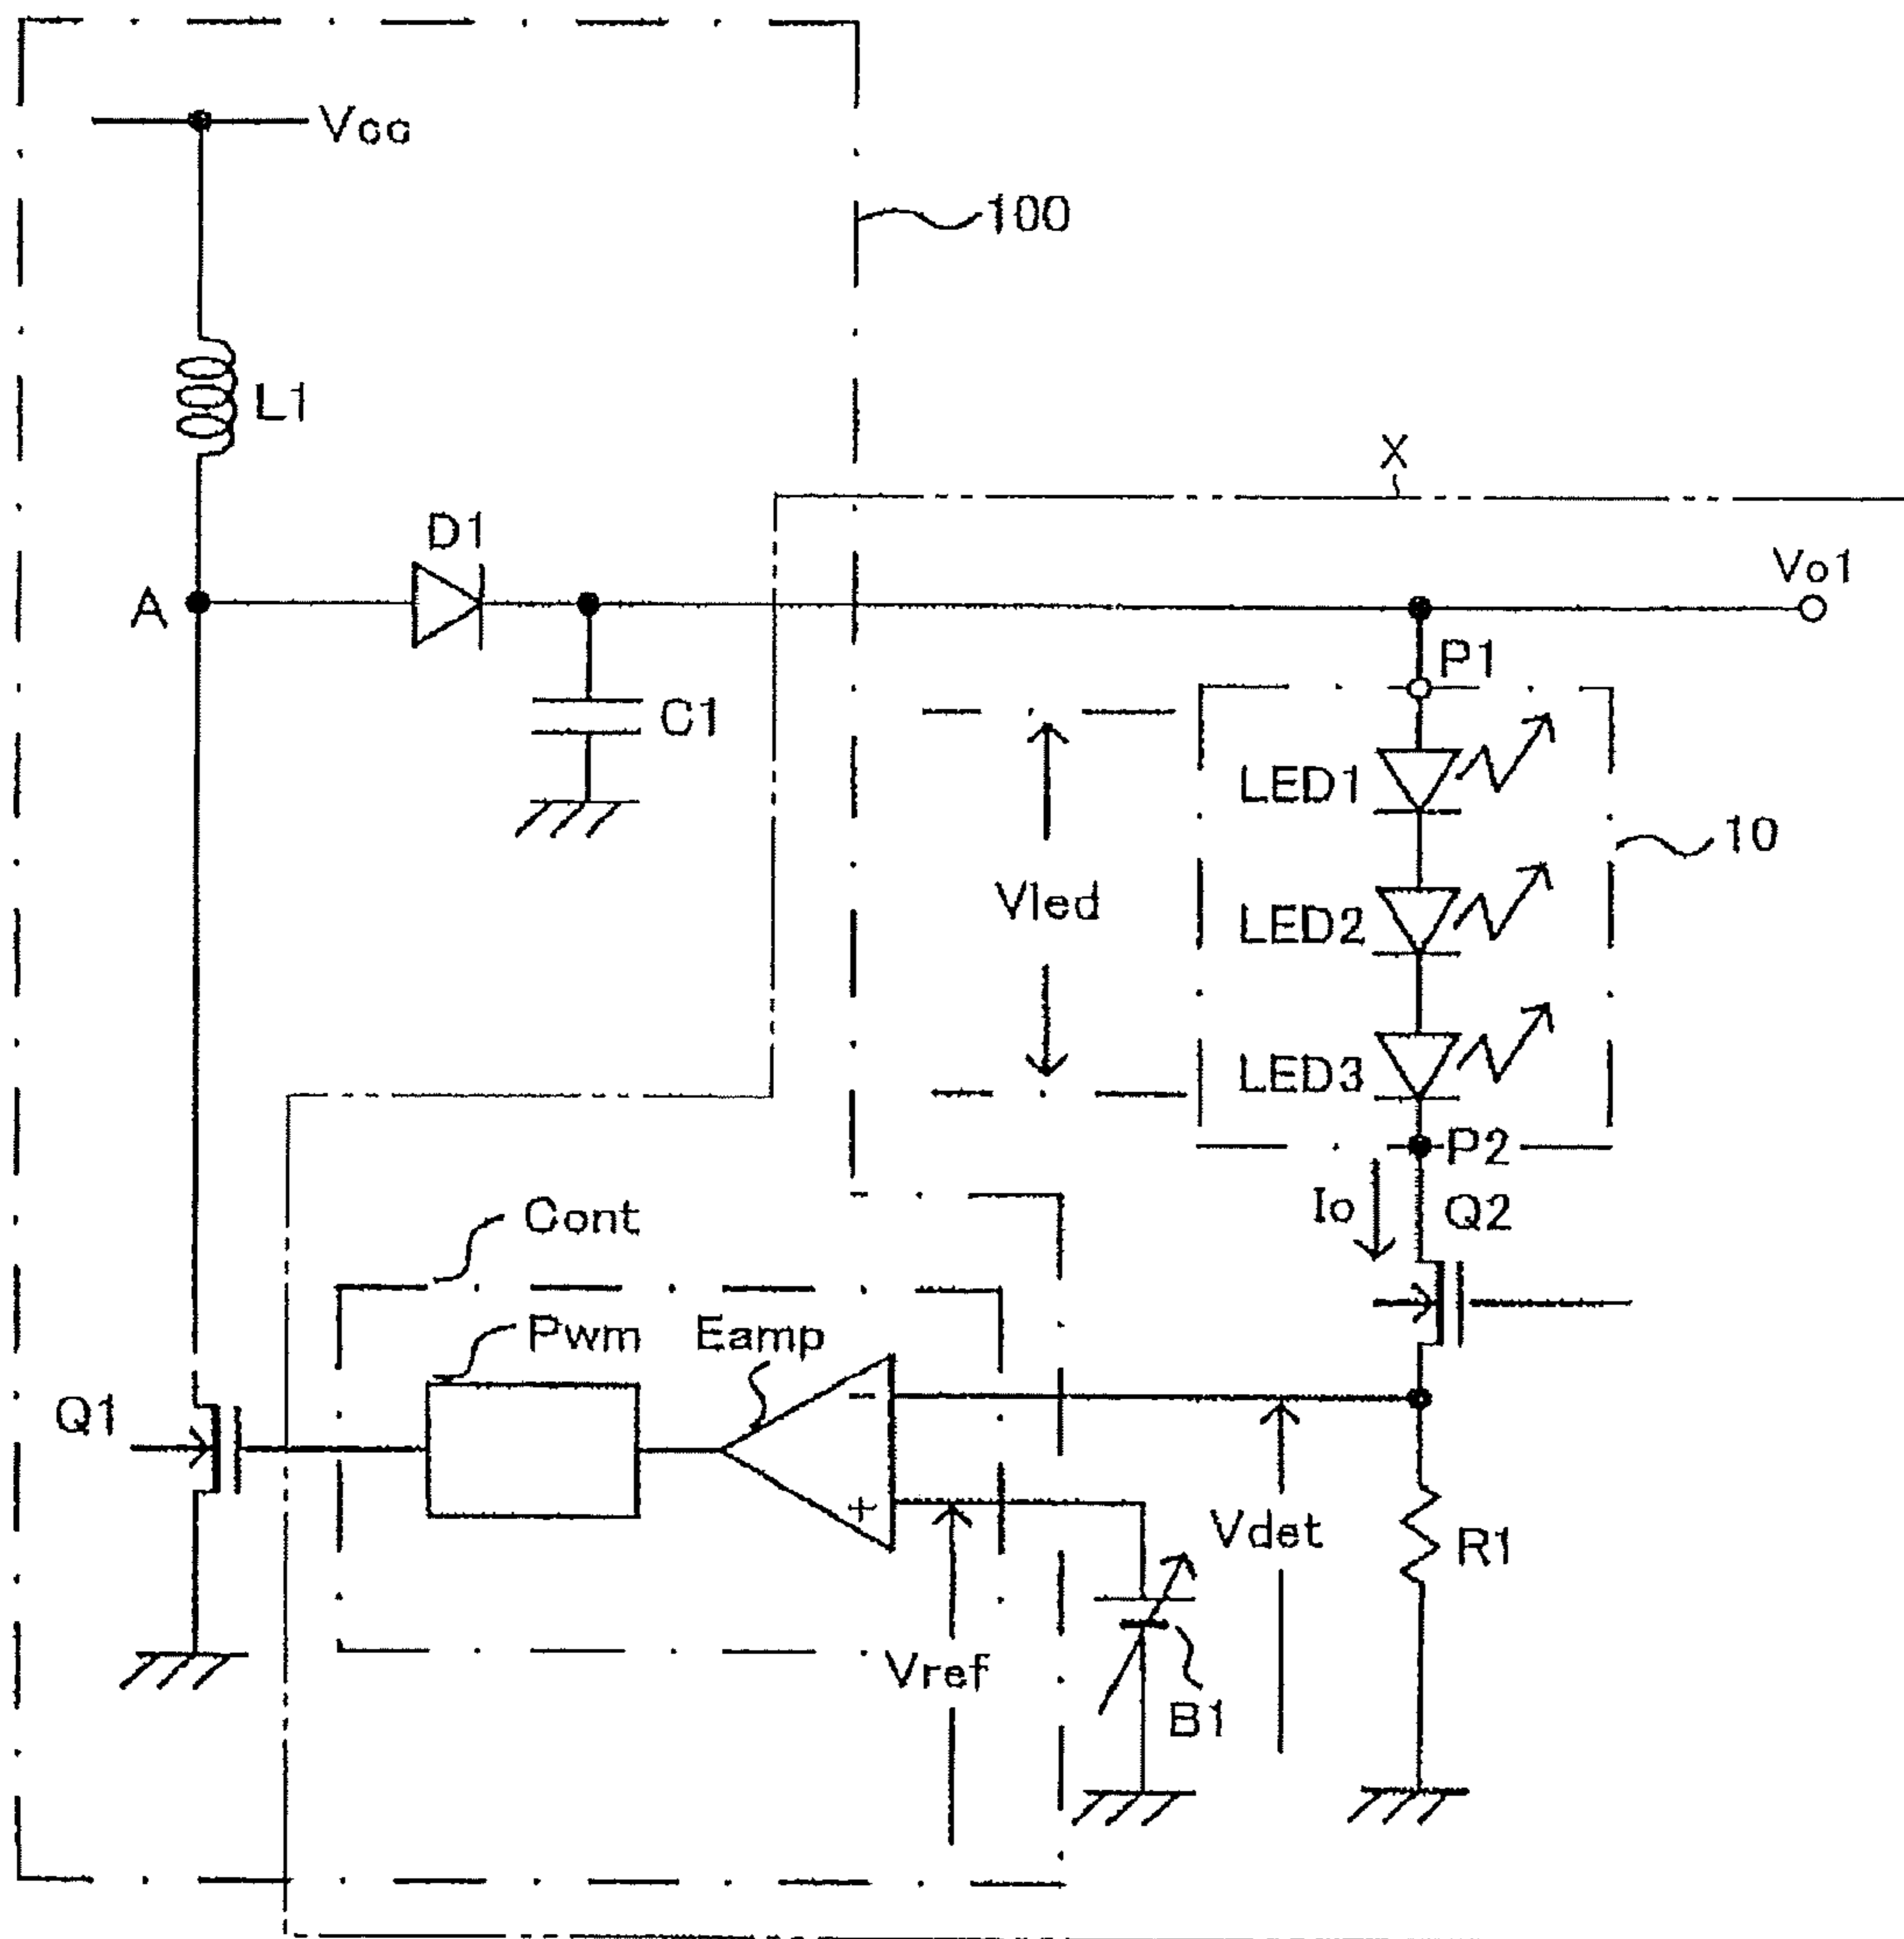 Vcc
100
L1
X
D1
Vo1
A
P1
C1
LED1
10
Vled
LED2
LED3
P2
Cont
Io
Q2
Pwm
Eamp
-
Q1
+
Vdet
R1
Vref
B1